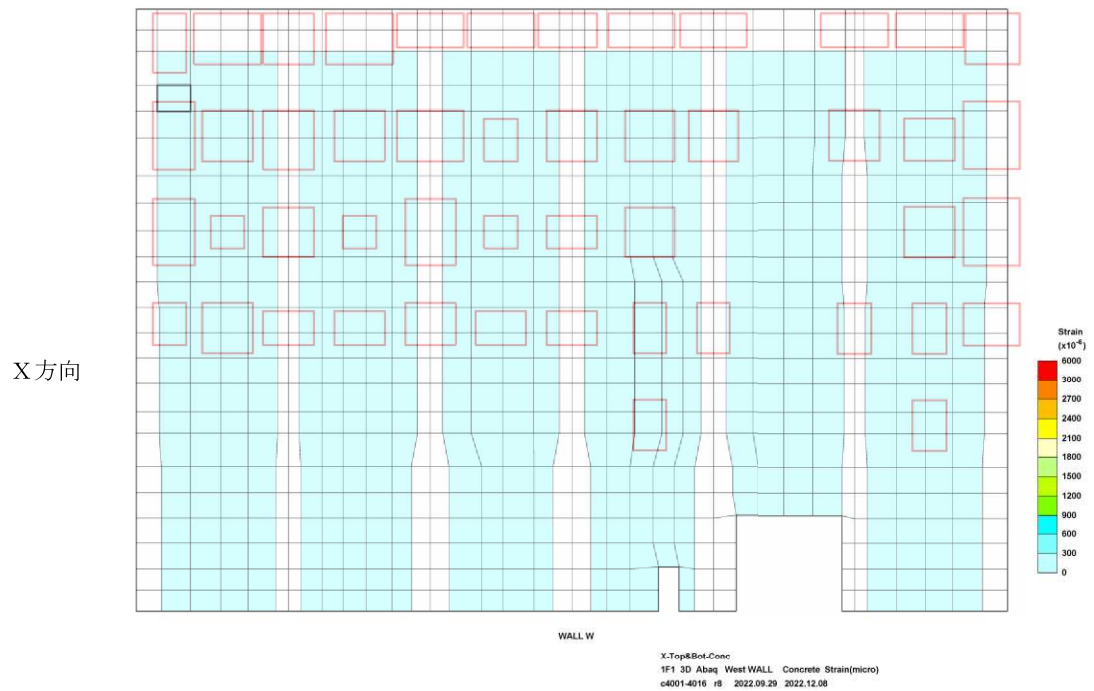 X方向
Strain
(x10⁻⁶)
6000
3000
2700
2400
2100
1800
1500
1200
900
600
300
0
WALL W
X-Top&Bot-Conc
1F1 3D Abaq West WALL Concrete Strain(micro)
c4001-4016 r8 2022.09.29 2022.12.08